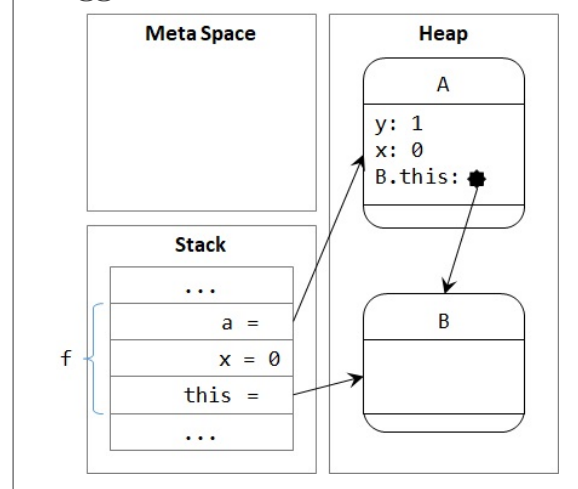 Meta Space
Heap
A
y: 1
x: 0
B.this:
Stack
...
a =
x = 0
this =
...
f
B